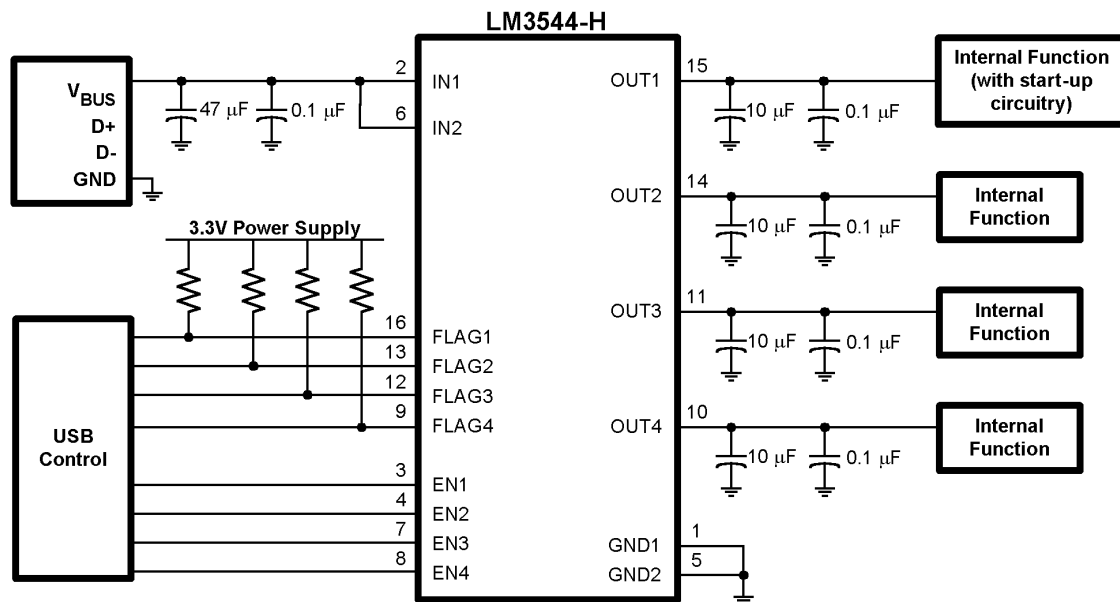 LM3544-H
V_BUS
D+
D-
GND
47 µF
0.1 µF
2
IN1
6
IN2
3.3V Power Supply
USB
Control
16
FLAG1
13
FLAG2
12
FLAG3
9
FLAG4
3
EN1
4
EN2
7
EN3
8
EN4
OUT1
15
10 µF
0.1 µF
Internal Function
(with start-up
circuitry)
OUT2
14
10 µF
0.1 µF
Internal
Function
OUT3
11
10 µF
0.1 µF
Internal
Function
OUT4
10
10 µF
0.1 µF
Internal
Function
GND1
1
GND2
5